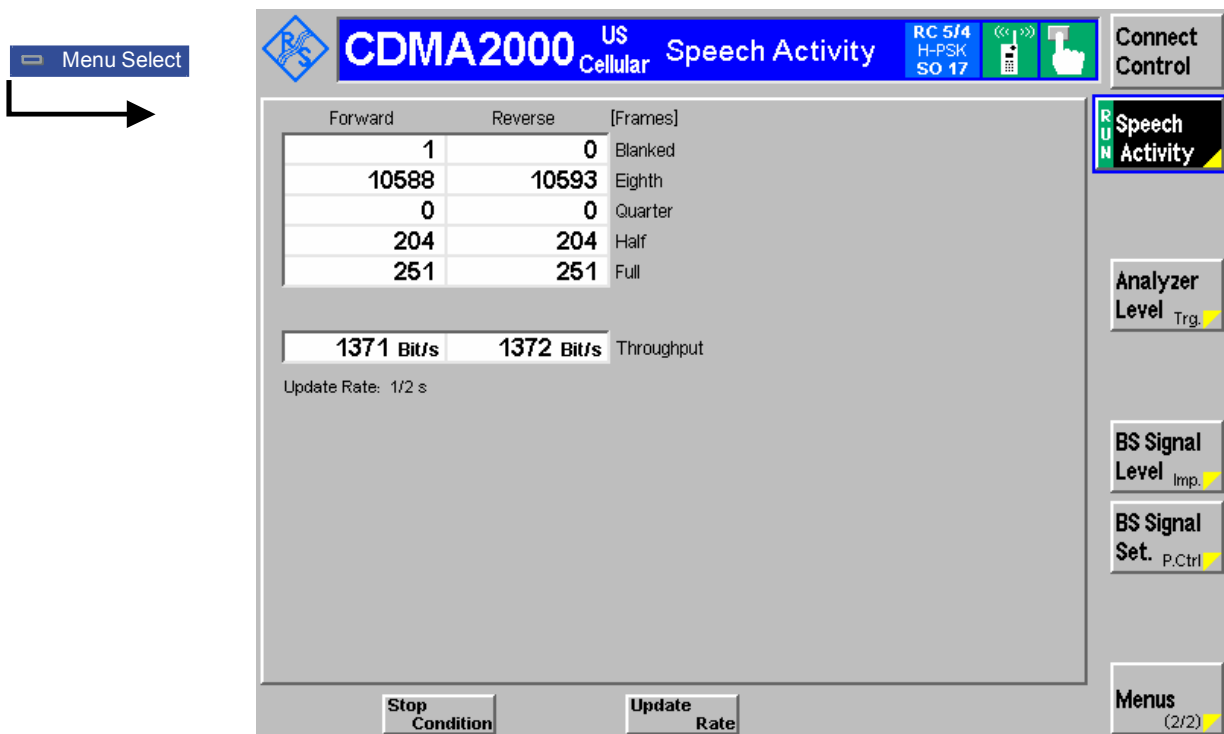 Menu Select
R S
CDMA2000 US Cellular Speech Activity
RC 5/4
H-PSK
SO 17
Connect
Control
Forward Reverse [Frames]
1 0 Blanked
10588 10593 Eighth
0 0 Quarter
204 204 Half
251 251 Full
1371 Bit/s 1372 Bit/s Throughput
Update Rate: 1/2 s
RUN
Speech
Activity
Analyzer
Level Trg.
BS Signal
Level Imp.
BS Signal
Set. P.Ctrl
Stop
Condition
Update
Rate
Menus
(2/2)